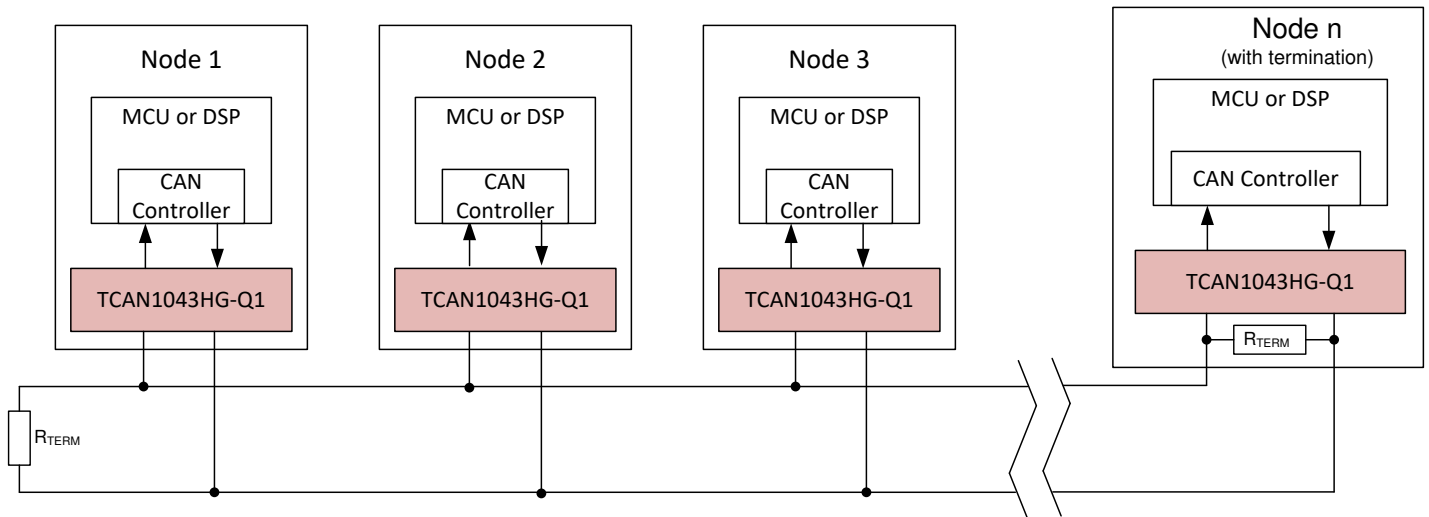 Node 1
MCU or DSP
CAN
Controller
TCAN1043HG-Q1
Node 2
MCU or DSP
CAN
Controller
TCAN1043HG-Q1
Node 3
MCU or DSP
CAN
Controller
TCAN1043HG-Q1
Node n
(with termination)
MCU or DSP
CAN Controller
TCAN1043HG-Q1
RTERM
RTERM